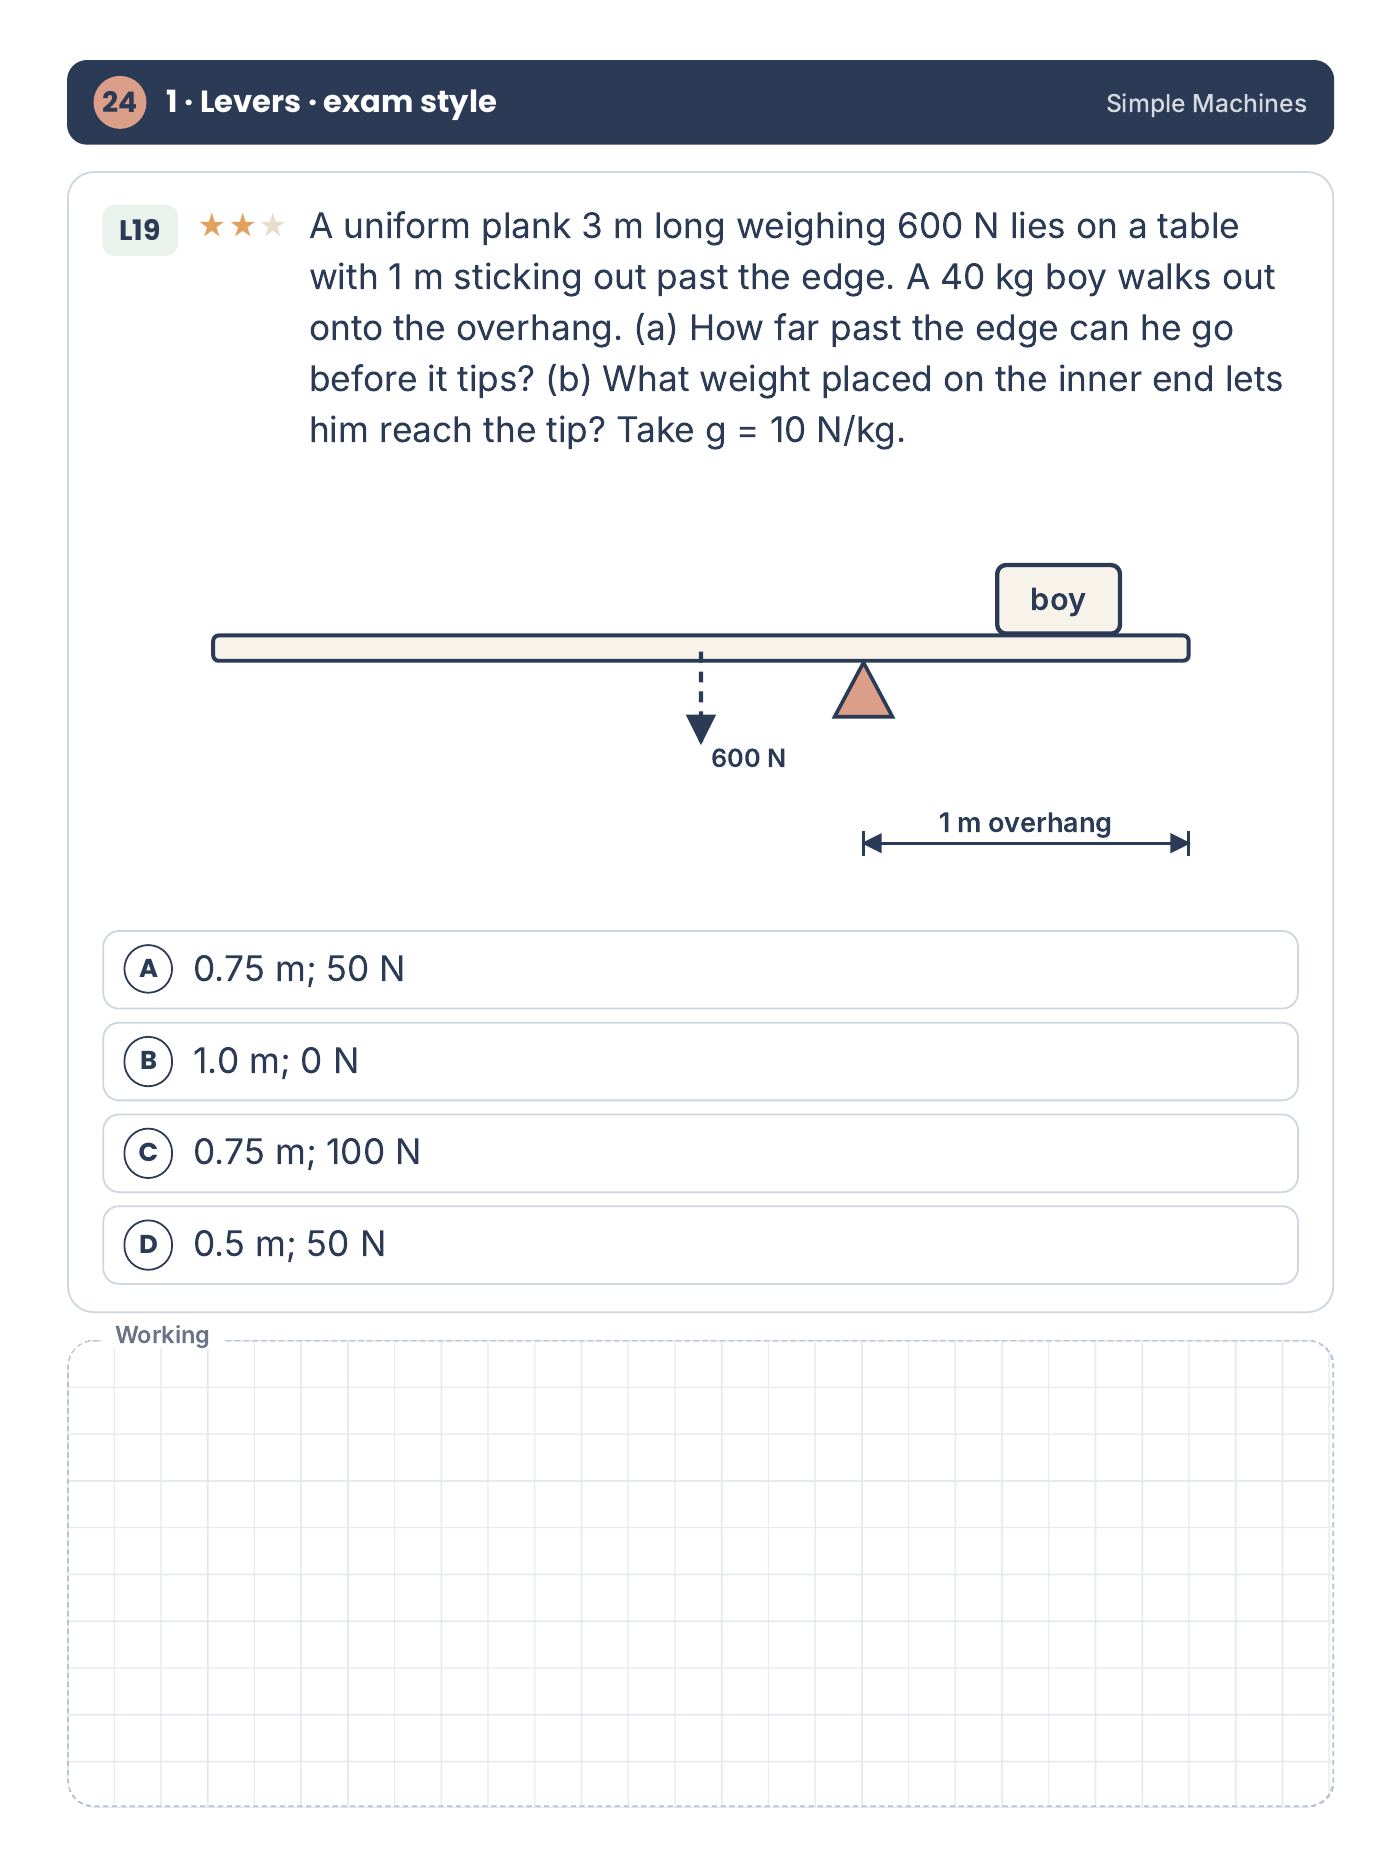 24 1 · Levers · exam style Simple Machines
L19 ★★★ A uniform plank 3 m long weighing 600 N lies on a table
with 1 m sticking out past the edge. A 40 kg boy walks out
onto the overhang. (a) How far past the edge can he go
before it tips? (b) What weight placed on the inner end lets
him reach the tip? Take g = 10 N/kg.
boy
600 N
1 m overhang
A 0.75 m; 50 N
B 1.0 m; 0 N
C 0.75 m; 100 N
D 0.5 m; 50 N
Working